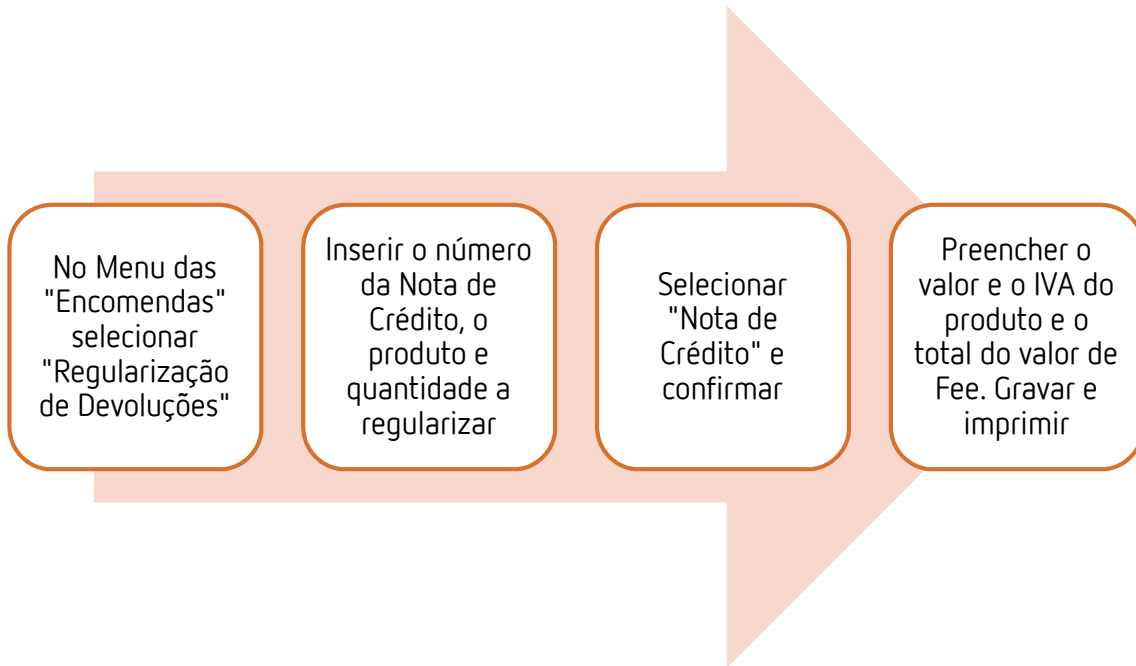 No Menu das
"Encomendas"
selecionar
"Regularização
de Devoluções"
Inserir o número
da Nota de
Crédito, o
produto e
quantidade a
regularizar
Selecionar
"Nota de
Crédito" e
confirmar
Preencher o
valor e o IVA do
produto e o
total do valor de
Fee. Gravar e
imprimir